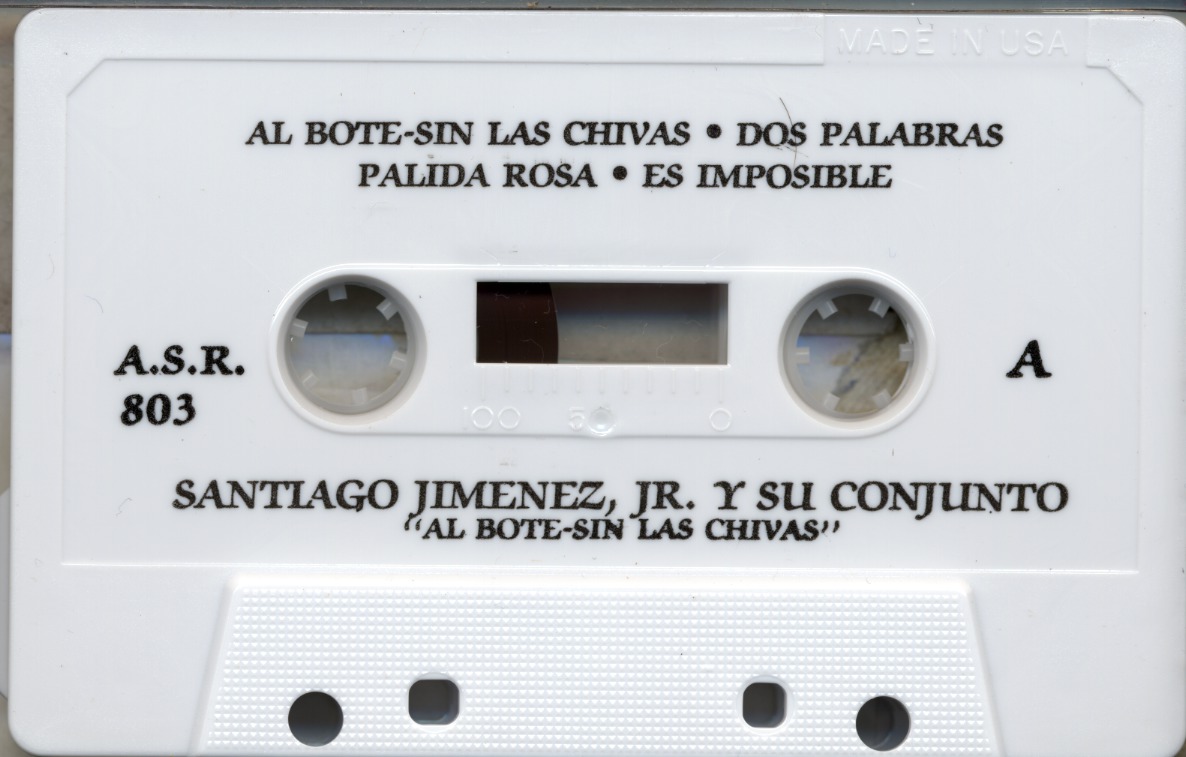 MADE IN USA
AL BOTE-SIN LAS CHIVAS • DOS PALABRAS
PALIDA ROSA • ES IMPOSIBLE
A.S.R.
803
A
100 50 0
SANTIAGO JIMENEZ, JR. Y SU CONJUNTO
"AL BOTE-SIN LAS CHIVAS"